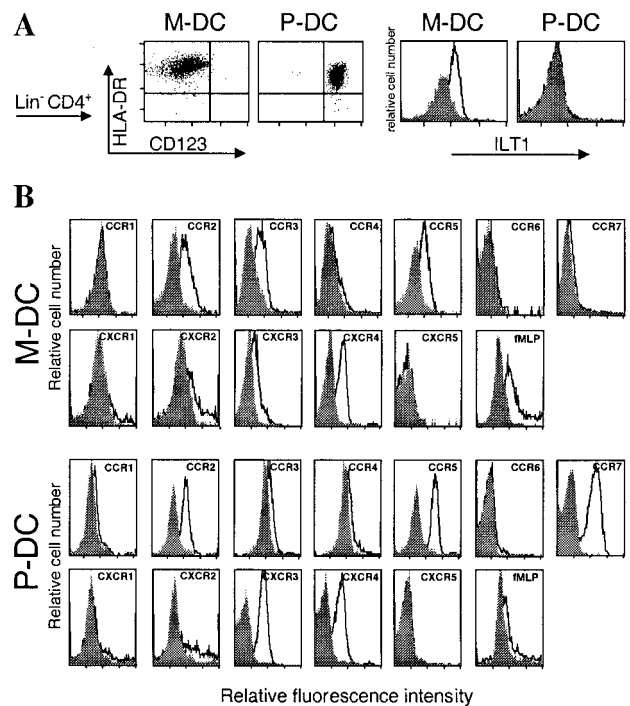 A
M-DC P-DC M-DC P-DC
Lin- CD4+
HLA-DR
CD123
relative cell number
ILT1
B
M-DC
Relative cell number
CCR1 CCR2 CCR3 CCR4 CCR5 CCR6 CCR7
CXCR1 CXCR2 CXCR3 CXCR4 CXCR5 fMLP
P-DC
Relative cell number
CCR1 CCR2 CCR3 CCR4 CCR5 CCR6 CCR7
CXCR1 CXCR2 CXCR3 CXCR4 CXCR5 fMLP
Relative fluorescence intensity